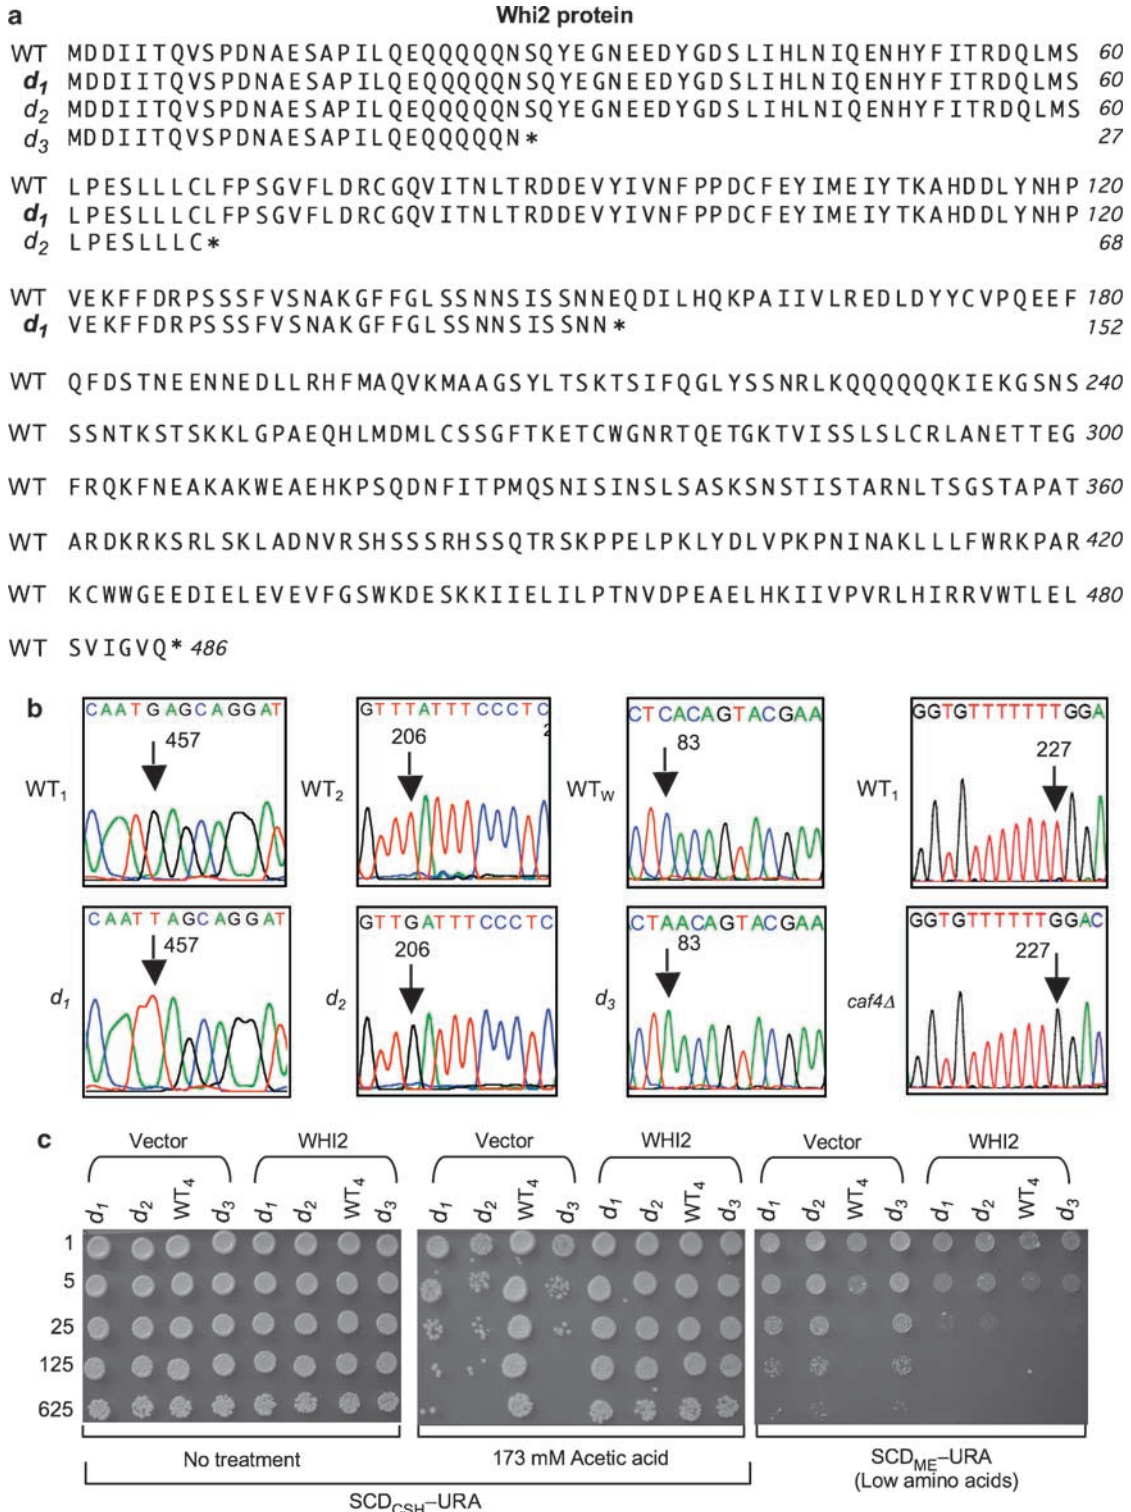 a
Whi2 protein
WT MDDIITQVSPDNAESAPILQEQQQQQNSQYEGNEEDYGDSLIHLNIQENHYFITRDQLMS 60
d1 MDDIITQVSPDNAESAPILQEQQQQQNSQYEGNEEDYGDSLIHLNIQENHYFITRDQLMS 60
d2 MDDIITQVSPDNAESAPILQEQQQQQNSQYEGNEEDYGDSLIHLNIQENHYFITRDQLMS 60
d3 MDDIITQVSPDNAESAPILQEQQQQQN* 27
WT LPESLLLCLFPSGVFLDRCGQVITNLTRDDEVYIVNFPPDCFEYIMEIYTKAHDDLYNHP 120
d1 LPESLLLCLFPSGVFLDRCGQVITNLTRDDEVYIVNFPPDCFEYIMEIYTKAHDDLYNHP 120
d2 LPESLLLC* 68
WT VEKFFDRPSSSFVSNAKGFFGLSSNNSISSNNEQDILHQKPAIIVLREDLDYYCVPQEEF 180
d1 VEKFFDRPSSSFVSNAKGFFGLSSNNSISSNN* 152
WT QFDSTNEENNEDLLRHFMAQVKMAAGSYLTSKTSIFQGLYSSNRLKQQQQQQKIEKGSNS 240
WT SSNTKSTSKKLGPAEQHLMDMLCSSGFTKETCWGNRTQETGKTVISSLSLCRLANETTEG 300
WT FRQKFNEAKAKWEAEHKPSQDNFITPMQSNISINSLSASKSNSTISTARNLTSGSTAPAT 360
WT ARDKRKSRLSKLADNVRSHSSSRHSSQTRSKPPELPKLYDLVPKPNINAKLLLFWRKPAR 420
WT KCWWGEEDIELEVEVFGSWKDESKKIIELILPTNVDPEAELHKIIVPVRLHIRRVWTLEL 480
WT SVIGVQ* 486
b
CAATGAGCAGGAT
GTTTATTTCCCTC
CTCACAGTACGAA
GGTGTTTTTTTGGA
457
206
2
83
227
WT1
WT2
WTW
WT1
CAATTAGCAGGAT
GTTGATTTCCCTC
CTAACAGTACGAA
GGTGTTTTTTGGAC
457
206
83
227
d1
d2
d3
caf4Δ
c
Vector WHI2 Vector WHI2 Vector WHI2
d1 d2 WT4 d3 d1 d2 WT4 d3 d1 d2 WT4 d3 d1 d2 WT4 d3 d1 d2 WT4 d3 d1 d2 WT4 d3
1
5
25
125
625
No treatment
173 mM Acetic acid
SCDME–URA
(Low amino acids)
SCDCSH–URA